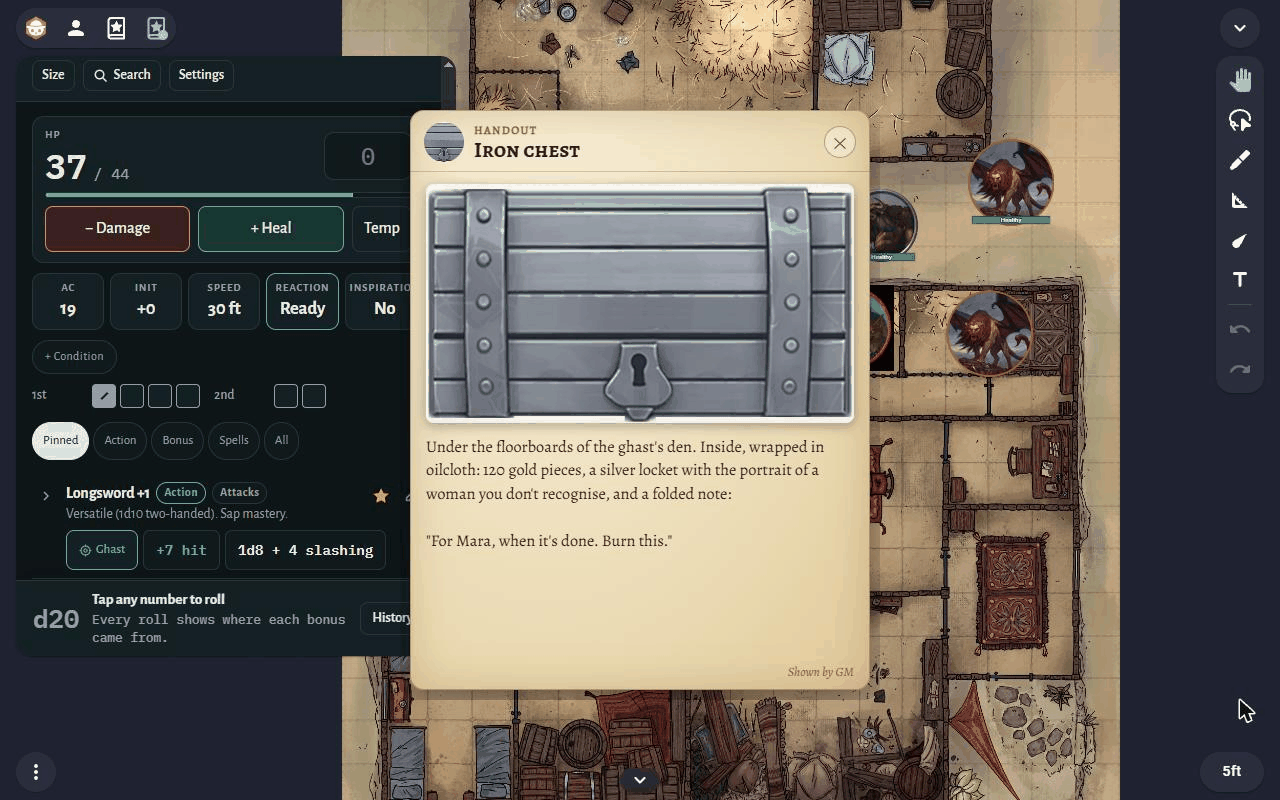 Size Search Settings
HP
37 / 44
0
− Damage + Heal Temp
AC INIT SPEED REACTION INSPIRATIO
19 +0 30 ft Ready No
+ Condition
1st 2nd
Pinned Action Bonus Spells All
Longsword +1 Action Attacks
Versatile (1d10 two-handed). Sap mastery.
Ghast +7 hit 1d8 + 4 slashing
d20
Tap any number to roll
Every roll shows where each bonus
came from.
History
HANDOUT
Iron chest
Under the floorboards of the ghast's den. Inside, wrapped in
oilcloth: 120 gold pieces, a silver locket with the portrait of a
woman you don't recognise, and a folded note:
"For Mara, when it's done. Burn this."
Shown by GM
Healthy
Healthy
T
5ft